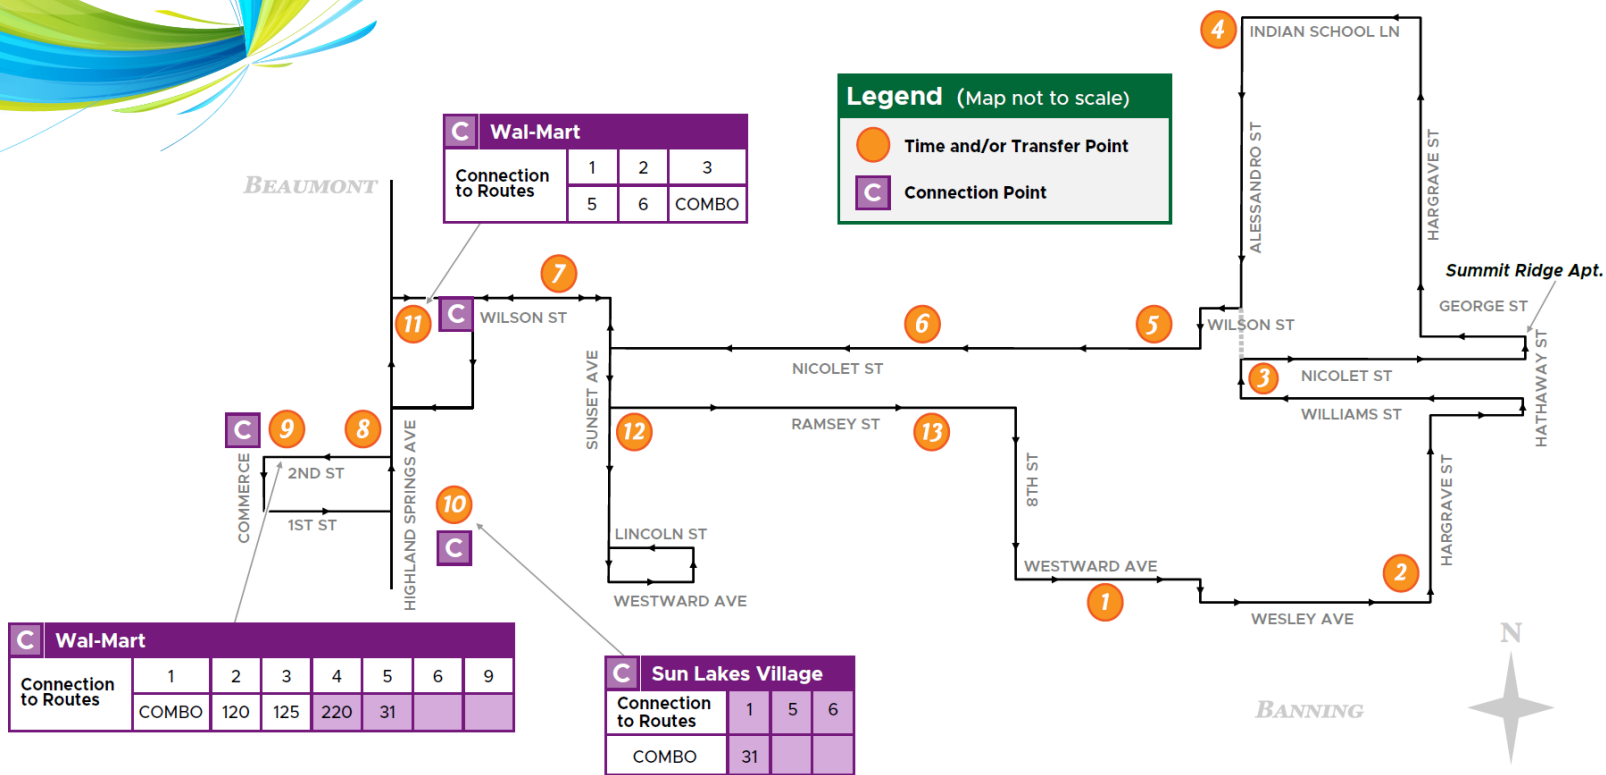 4
INDIAN SCHOOL LN
Legend (Map not to scale)
Time and/or Transfer Point
C Connection Point
C Wal-Mart
Connection to Routes
1 2 3
5 6 COMBO
BEAUMONT
ALESSANDRO ST
HARGRAVE ST
Summit Ridge Apt.
GEORGE ST
HATHAWAY ST
7
11
C
WILSON ST
6
5
WILSON ST
NICOLET ST
3
NICOLET ST
WILLIAMS ST
SUNSET AVE
C
9
8
12
RAMSEY ST
13
2ND ST
COMMERCE
1ST ST
HIGHLAND SPRINGS AVE
10
C
8TH ST
HARGRAVE ST
LINCOLN ST
WESTWARD AVE
WESTWARD AVE
1
2
WESLEY AVE
C Wal-Mart
Connection to Routes
1 2 3 4 5 6 9
COMBO 120 125 220 31
C Sun Lakes Village
Connection to Routes
1 5 6
COMBO 31
BANNING
N